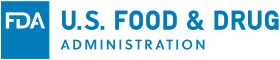 FDA U.S. FOOD & DRUG
ADMINISTRATION